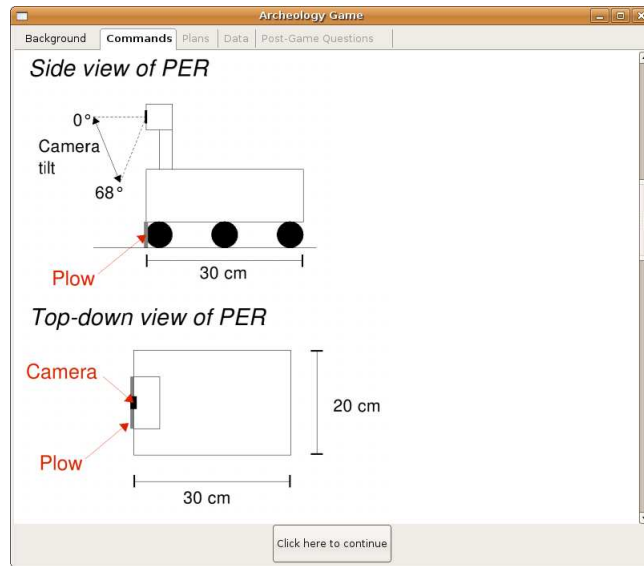 Archeology Game
Background Commands Plans Data Post-Game Questions
Side view of PER
0°
Camera
tilt
68°
Plow
30 cm
Top-down view of PER
Camera
20 cm
Plow
30 cm
Click here to continue